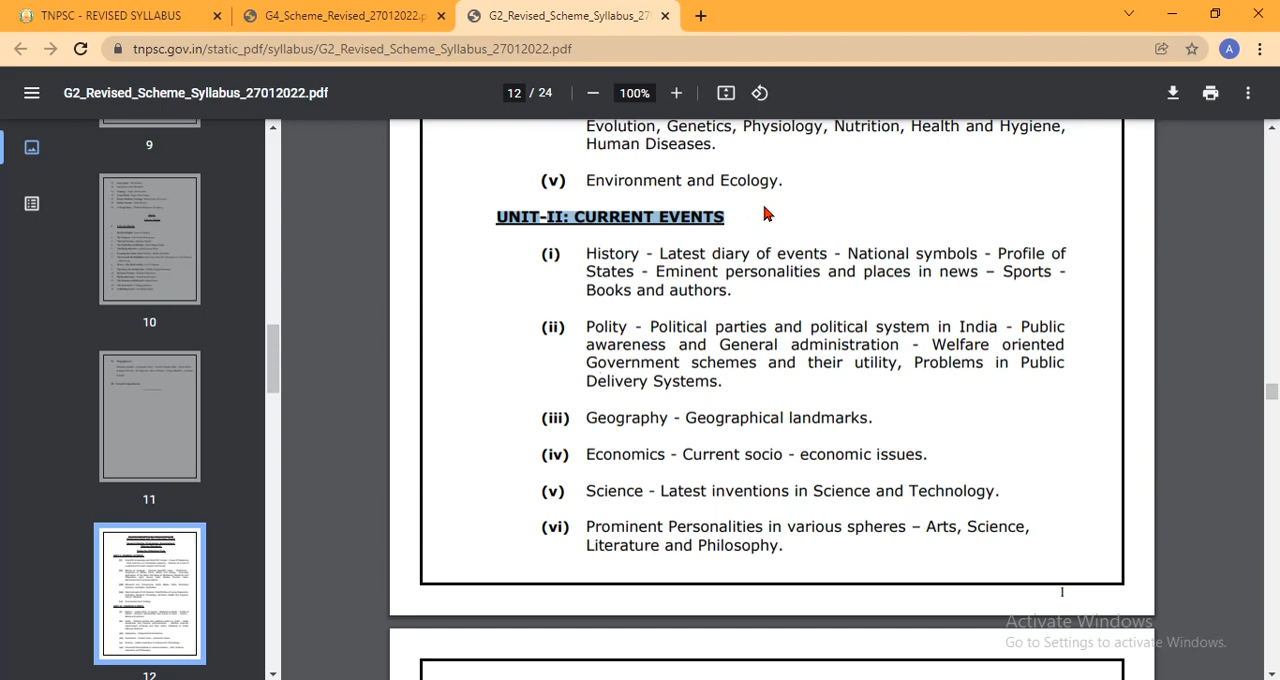 TNPSC - REVISED SYLLABUS
G4_Scheme_Revised_27012022.p
G2_Revised_Scheme_Syllabus_27
tnpsc.gov.in/static_pdf/syllabus/G2_Revised_Scheme_Syllabus_27012022.pdf
A
G2_Revised_Scheme_Syllabus_27012022.pdf
12 / 24
100%
9
10
11
12
Evolution, Genetics, Physiology, Nutrition, Health and Hygiene,
Human Diseases.
(v) Environment and Ecology.
UNIT-II: CURRENT EVENTS
(i) History - Latest diary of events - National symbols - Profile of
States - Eminent personalities and places in news – Sports -
Books and authors.
(ii) Polity - Political parties and political system in India - Public
awareness and General administration - Welfare oriented
Government schemes and their utility, Problems in Public
Delivery Systems.
(iii) Geography - Geographical landmarks.
(iv) Economics - Current socio - economic issues.
(v) Science - Latest inventions in Science and Technology.
(vi) Prominent Personalities in various spheres – Arts, Science,
Literature and Philosophy.
1
Activate Windows
Go to Settings to activate Windows.